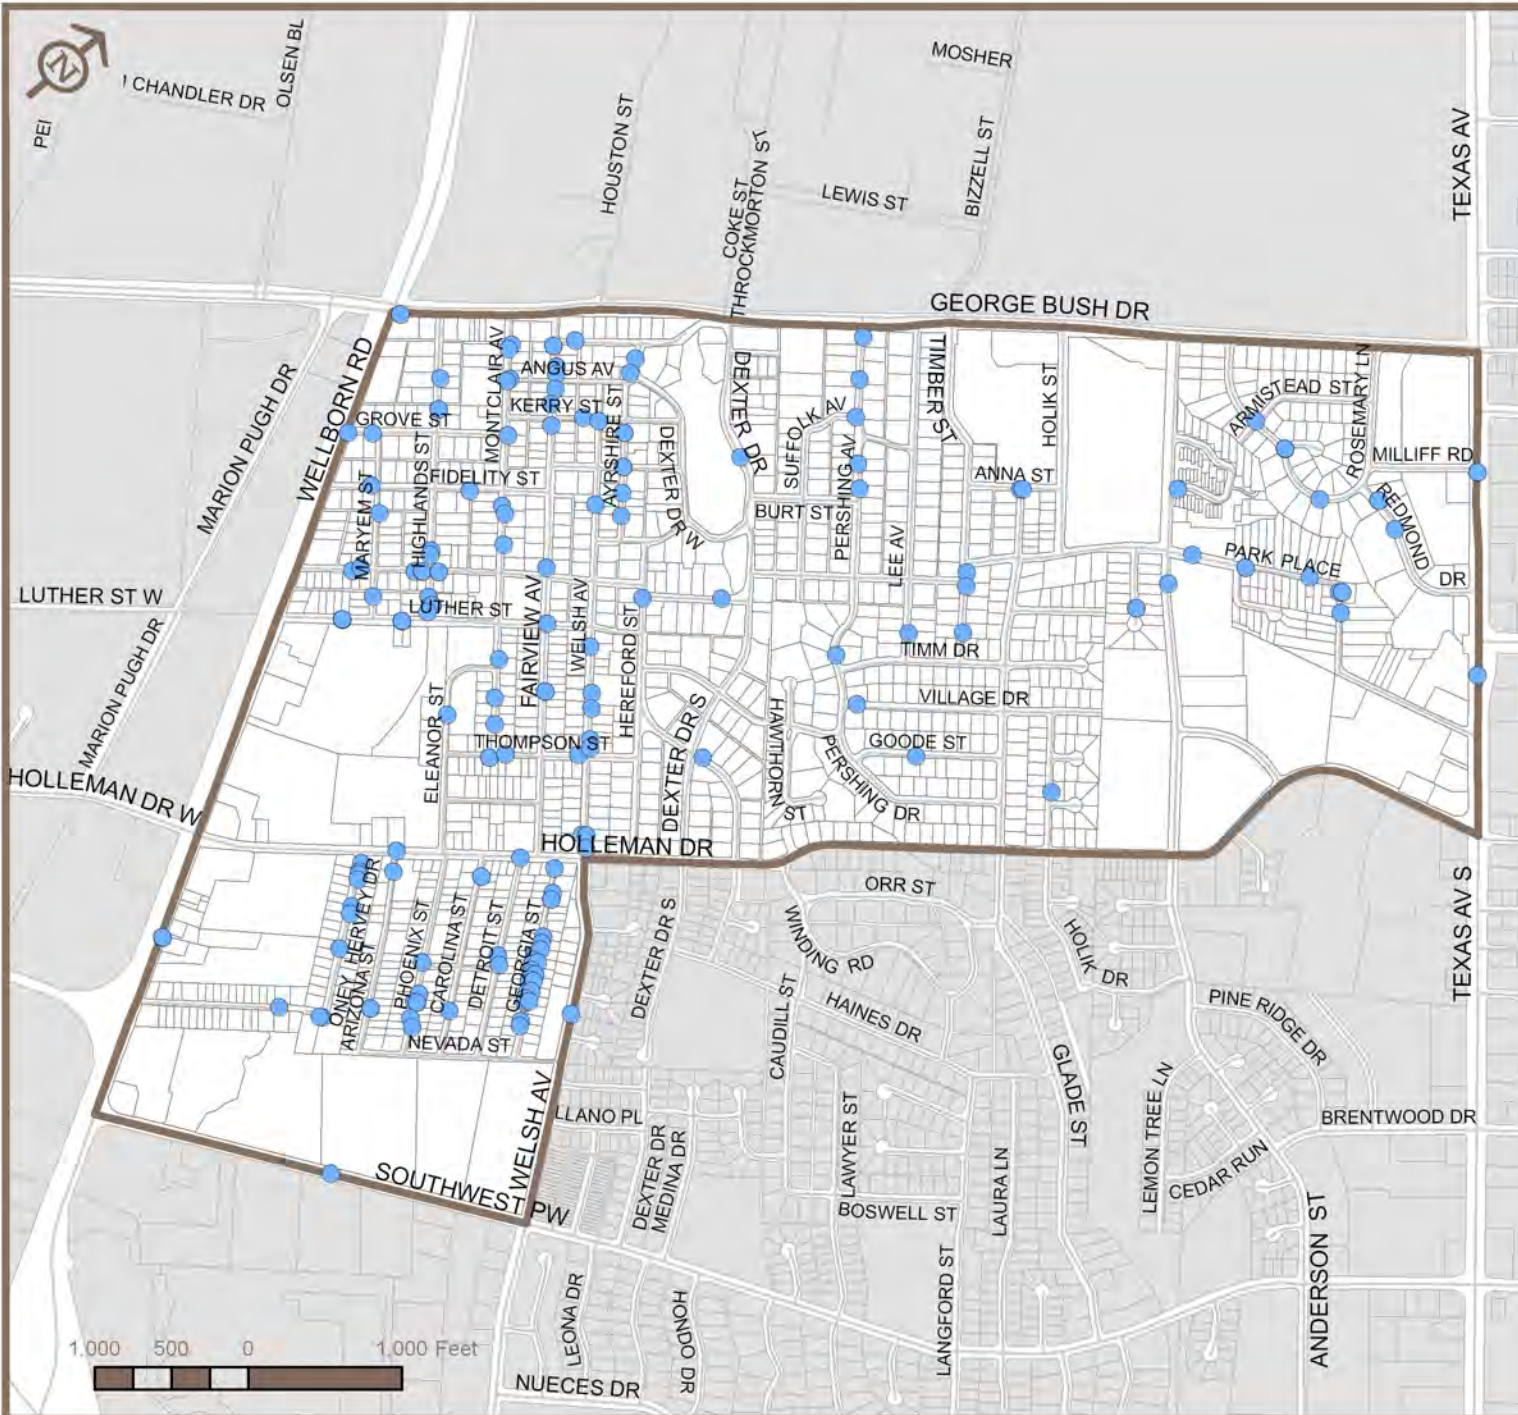 N
CHANDLER DR
OLSEN BL
PEI
HOUSTON ST
COKE ST
THROCKMORTON ST
MOSHER
LEWIS ST
BIZZELL ST
TEXAS AV
GEORGE BUSH DR
MARION PUGH DR
WELLBORN RD
MONTCLAIR AV
ANGUS AV
KERRY ST
GROVE ST
AYRSHIRE ST
DEXTER DR
SUFFOLK AV
TIMBER ST
HOLIK ST
ARMISTEAD ST
ROSEMARY LN
MILLIFF RD
HIGHLANDS ST
FIDELITY ST
MARYEM ST
DEXTER DR W
BURT ST
PERSHING AV
LEE AV
ANNA ST
REDMOND DR
PARK PLACE
LUTHER ST W
LUTHER ST
MARION PUGH DR
FAIRVIEW AV
WELSH AV
HEREFORD ST
TIMM DR
VILLAGE DR
ELEANOR ST
THOMPSON ST
DEXTER DR S
HAWTHORN ST
PERSHING DR
GOODE ST
HOLLEMAN DR W
HOLLEMAN DR
ONEY HERVEY DR
ARIZONA ST
PHOENIX ST
CAROLINA ST
DETROIT ST
GEORGIA ST
NEVADA ST
DEXTER DR S
ORR ST
WINDING RD
CAUDILL ST
HAINES DR
HOLIK DR
TEXAS AV S
PINE RIDGE DR
GLADE ST
LEMON TREE LN
BRENTWOOD DR
CEDAR RUN
WELSH AV
LLANO PL
DEXTER DR
MEDINA DR
LAWYER ST
BOSWELL ST
LAURA LN
SOUTHWEST PW
LANGFORD ST
ANDERSON ST
LEONA DR
HONDO DR
NUECES DR
1,000 500 0 1,000 Feet